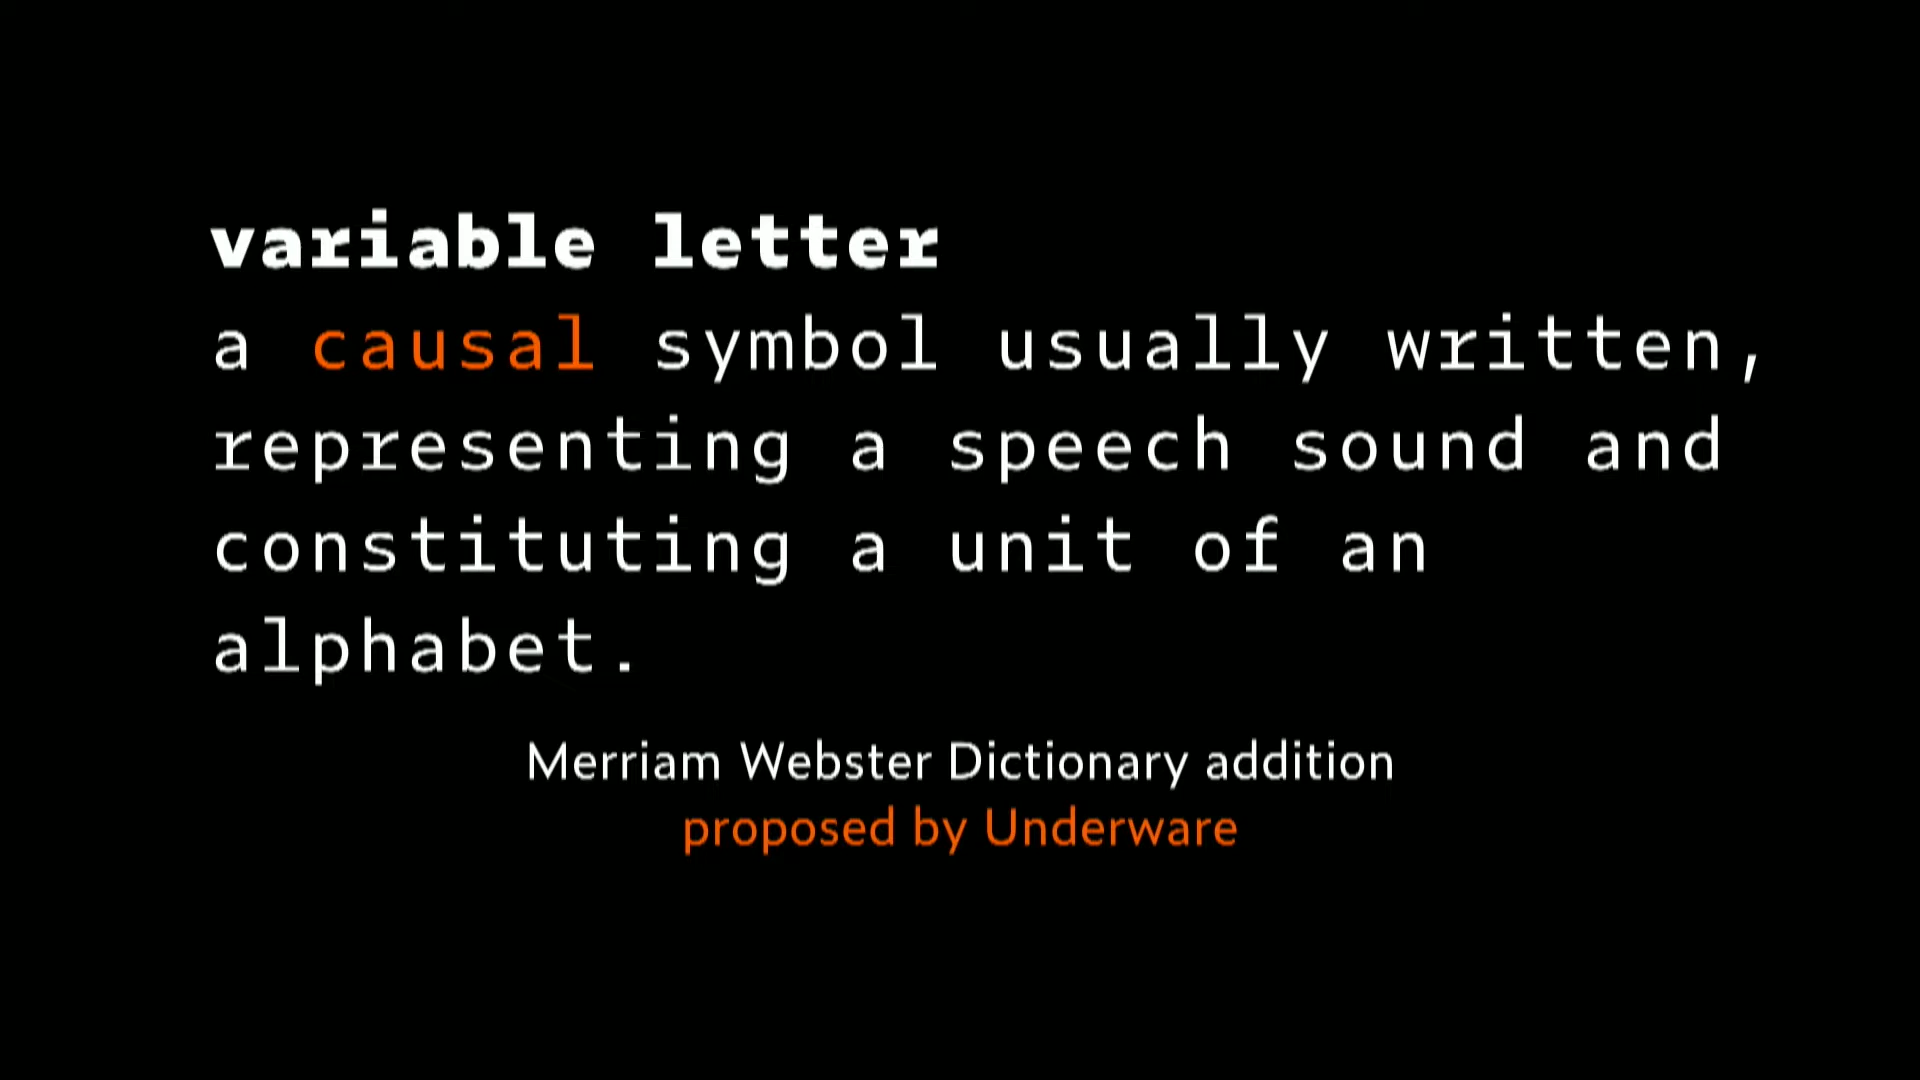 variable letter
a causal symbol usually written,
representing a speech sound and
constituting a unit of an
alphabet.
Merriam Webster Dictionary addition
proposed by Underware